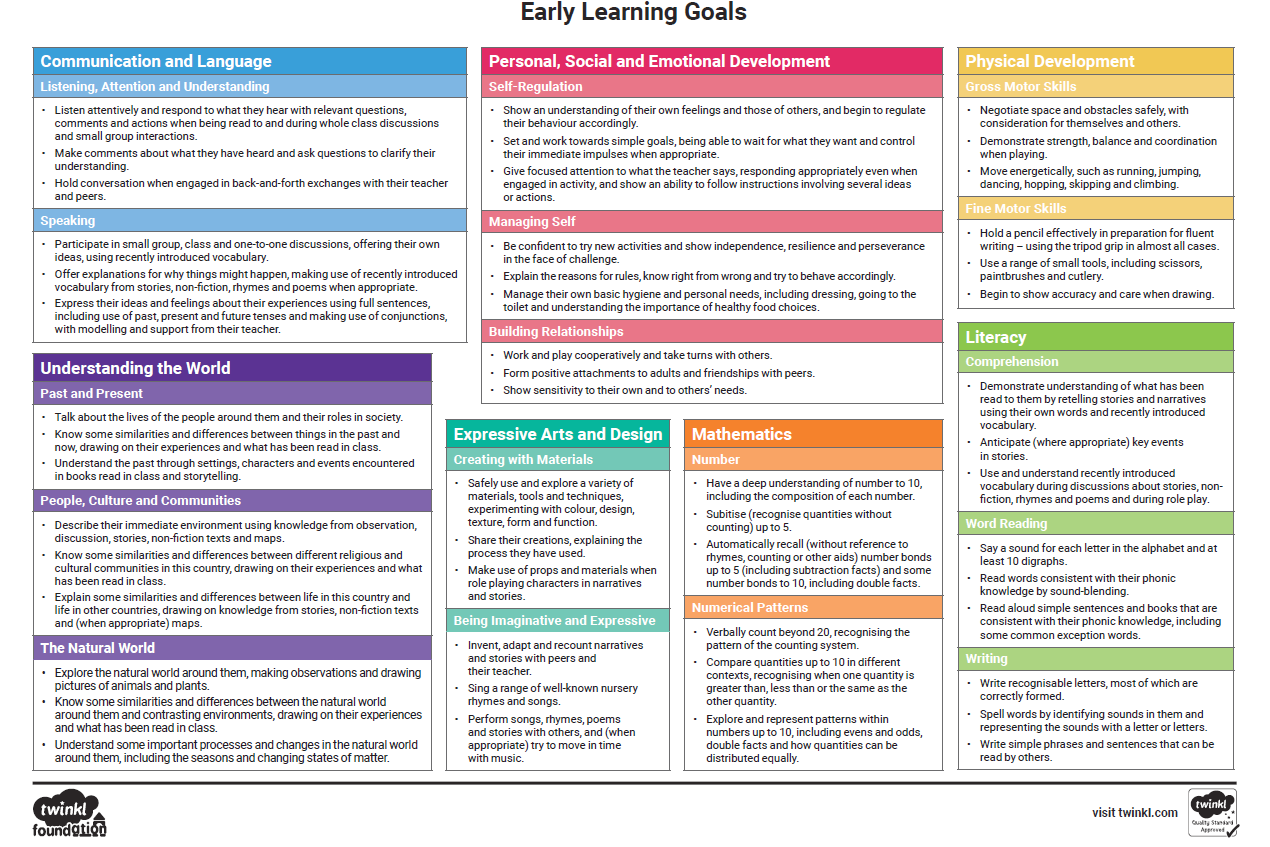 Early Learning Goals
Communication and Language
Listening, Attention and Understanding
• Listen attentively and respond to what they hear with relevant questions,
comments and actions when being read to and during whole class discussions
and small group interactions.
• Make comments about what they have heard and ask questions to clarify their
understanding.
• Hold conversation when engaged in back-and-forth exchanges with their teacher
and peers.
Speaking
• Participate in small group, class and one-to-one discussions, offering their own
ideas, using recently introduced vocabulary.
• Offer explanations for why things might happen, making use of recently introduced
vocabulary from stories, non-fiction, rhymes and poems when appropriate.
• Express their ideas and feelings about their experiences using full sentences,
including use of past, present and future tenses and making use of conjunctions,
with modelling and support from their teacher.
Personal, Social and Emotional Development
Self-Regulation
• Show an understanding of their own feelings and those of others, and begin to regulate
their behaviour accordingly.
• Set and work towards simple goals, being able to wait for what they want and control
their immediate impulses when appropriate.
• Give focused attention to what the teacher says, responding appropriately even when
engaged in activity, and show an ability to follow instructions involving several ideas
or actions.
Managing Self
• Be confident to try new activities and show independence, resilience and perseverance
in the face of challenge.
• Explain the reasons for rules, know right from wrong and try to behave accordingly.
• Manage their own basic hygiene and personal needs, including dressing, going to the
toilet and understanding the importance of healthy food choices.
Building Relationships
• Work and play cooperatively and take turns with others.
• Form positive attachments to adults and friendships with peers.
• Show sensitivity to their own and to others' needs.
Physical Development
Gross Motor Skills
• Negotiate space and obstacles safely, with
consideration for themselves and others.
• Demonstrate strength, balance and coordination
when playing.
• Move energetically, such as running, jumping,
dancing, hopping, skipping and climbing.
Fine Motor Skills
• Hold a pencil effectively in preparation for fluent
writing – using the tripod grip in almost all cases.
• Use a range of small tools, including scissors,
paintbrushes and cutlery.
• Begin to show accuracy and care when drawing.
Understanding the World
Past and Present
• Talk about the lives of the people around them and their roles in society.
• Know some similarities and differences between things in the past and
now, drawing on their experiences and what has been read in class.
• Understand the past through settings, characters and events encountered
in books read in class and storytelling.
People, Culture and Communities
• Describe their immediate environment using knowledge from observation,
discussion, stories, non-fiction texts and maps.
• Know some similarities and differences between different religious and
cultural communities in this country, drawing on their experiences and what
has been read in class.
• Explain some similarities and differences between life in this country and
life in other countries, drawing on knowledge from stories, non-fiction texts
and (when appropriate) maps.
The Natural World
• Explore the natural world around them, making observations and drawing
pictures of animals and plants.
• Know some similarities and differences between the natural world
around them and contrasting environments, drawing on their experiences
and what has been read in class.
• Understand some important processes and changes in the natural world
around them, including the seasons and changing states of matter.
Expressive Arts and Design
Creating with Materials
• Safely use and explore a variety of
materials, tools and techniques,
experimenting with colour, design,
texture, form and function.
• Share their creations, explaining the
process they have used.
• Make use of props and materials when
role playing characters in narratives
and stories.
Being Imaginative and Expressive
• Invent, adapt and recount narratives
and stories with peers and
their teacher.
• Sing a range of well-known nursery
rhymes and songs.
• Perform songs, rhymes, poems
and stories with others, and (when
appropriate) try to move in time
with music.
Mathematics
Number
• Have a deep understanding of number to 10,
including the composition of each number.
• Subitise (recognise quantities without
counting) up to 5.
• Automatically recall (without reference to
rhymes, counting or other aids) number bonds
up to 5 (including subtraction facts) and some
number bonds to 10, including double facts.
Numerical Patterns
• Verbally count beyond 20, recognising the
pattern of the counting system.
• Compare quantities up to 10 in different
contexts, recognising when one quantity is
greater than, less than or the same as the
other quantity.
• Explore and represent patterns within
numbers up to 10, including evens and odds,
double facts and how quantities can be
distributed equally.
Literacy
Comprehension
• Demonstrate understanding of what has been
read to them by retelling stories and narratives
using their own words and recently introduced
vocabulary.
• Anticipate (where appropriate) key events
in stories.
• Use and understand recently introduced
vocabulary during discussions about stories, non-
fiction, rhymes and poems and during role play.
Word Reading
• Say a sound for each letter in the alphabet and at
least 10 digraphs.
• Read words consistent with their phonic
knowledge by sound-blending.
• Read aloud simple sentences and books that are
consistent with their phonic knowledge, including
some common exception words.
Writing
• Write recognisable letters, most of which are
correctly formed.
• Spell words by identifying sounds in them and
representing the sounds with a letter or letters.
• Write simple phrases and sentences that can be
read by others.
twinkl
foundation
visit twinkl.com
twinkl
Quality Standard
Approved